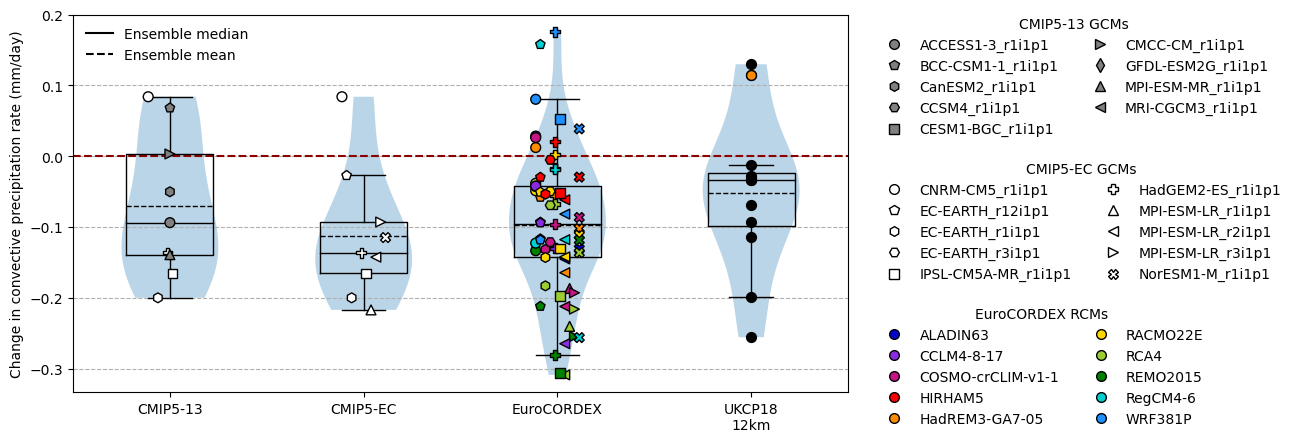 Change in convective precipitation rate (mm/day)
0.2
0.1
0.0
−0.1
−0.2
−0.3
Ensemble median
Ensemble mean
CMIP5-13
CMIP5-EC
EuroCORDEX
UKCP18
12km
CMIP5-13 GCMs
ACCESS1-3_r1i1p1
BCC-CSM1-1_r1i1p1
CanESM2_r1i1p1
CCSM4_r1i1p1
CESM1-BGC_r1i1p1
CMCC-CM_r1i1p1
GFDL-ESM2G_r1i1p1
MPI-ESM-MR_r1i1p1
MRI-CGCM3_r1i1p1
CMIP5-EC GCMs
CNRM-CM5_r1i1p1
EC-EARTH_r12i1p1
EC-EARTH_r1i1p1
EC-EARTH_r3i1p1
IPSL-CM5A-MR_r1i1p1
HadGEM2-ES_r1i1p1
MPI-ESM-LR_r1i1p1
MPI-ESM-LR_r2i1p1
MPI-ESM-LR_r3i1p1
NorESM1-M_r1i1p1
EuroCORDEX RCMs
ALADIN63
CCLM4-8-17
COSMO-crCLIM-v1-1
HIRHAM5
HadREM3-GA7-05
RACMO22E
RCA4
REMO2015
RegCM4-6
WRF381P